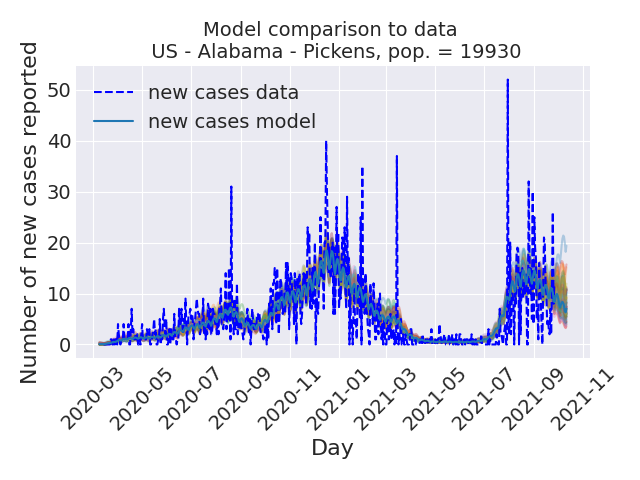 Model comparison to data
US - Alabama - Pickens, pop. = 19930
Number of new cases reported
50
40
30
20
10
0
new cases data
new cases model
2020-03
2020-05
2020-07
2020-09
2020-11
2021-01
2021-03
2021-05
2021-07
2021-09
2021-11
Day